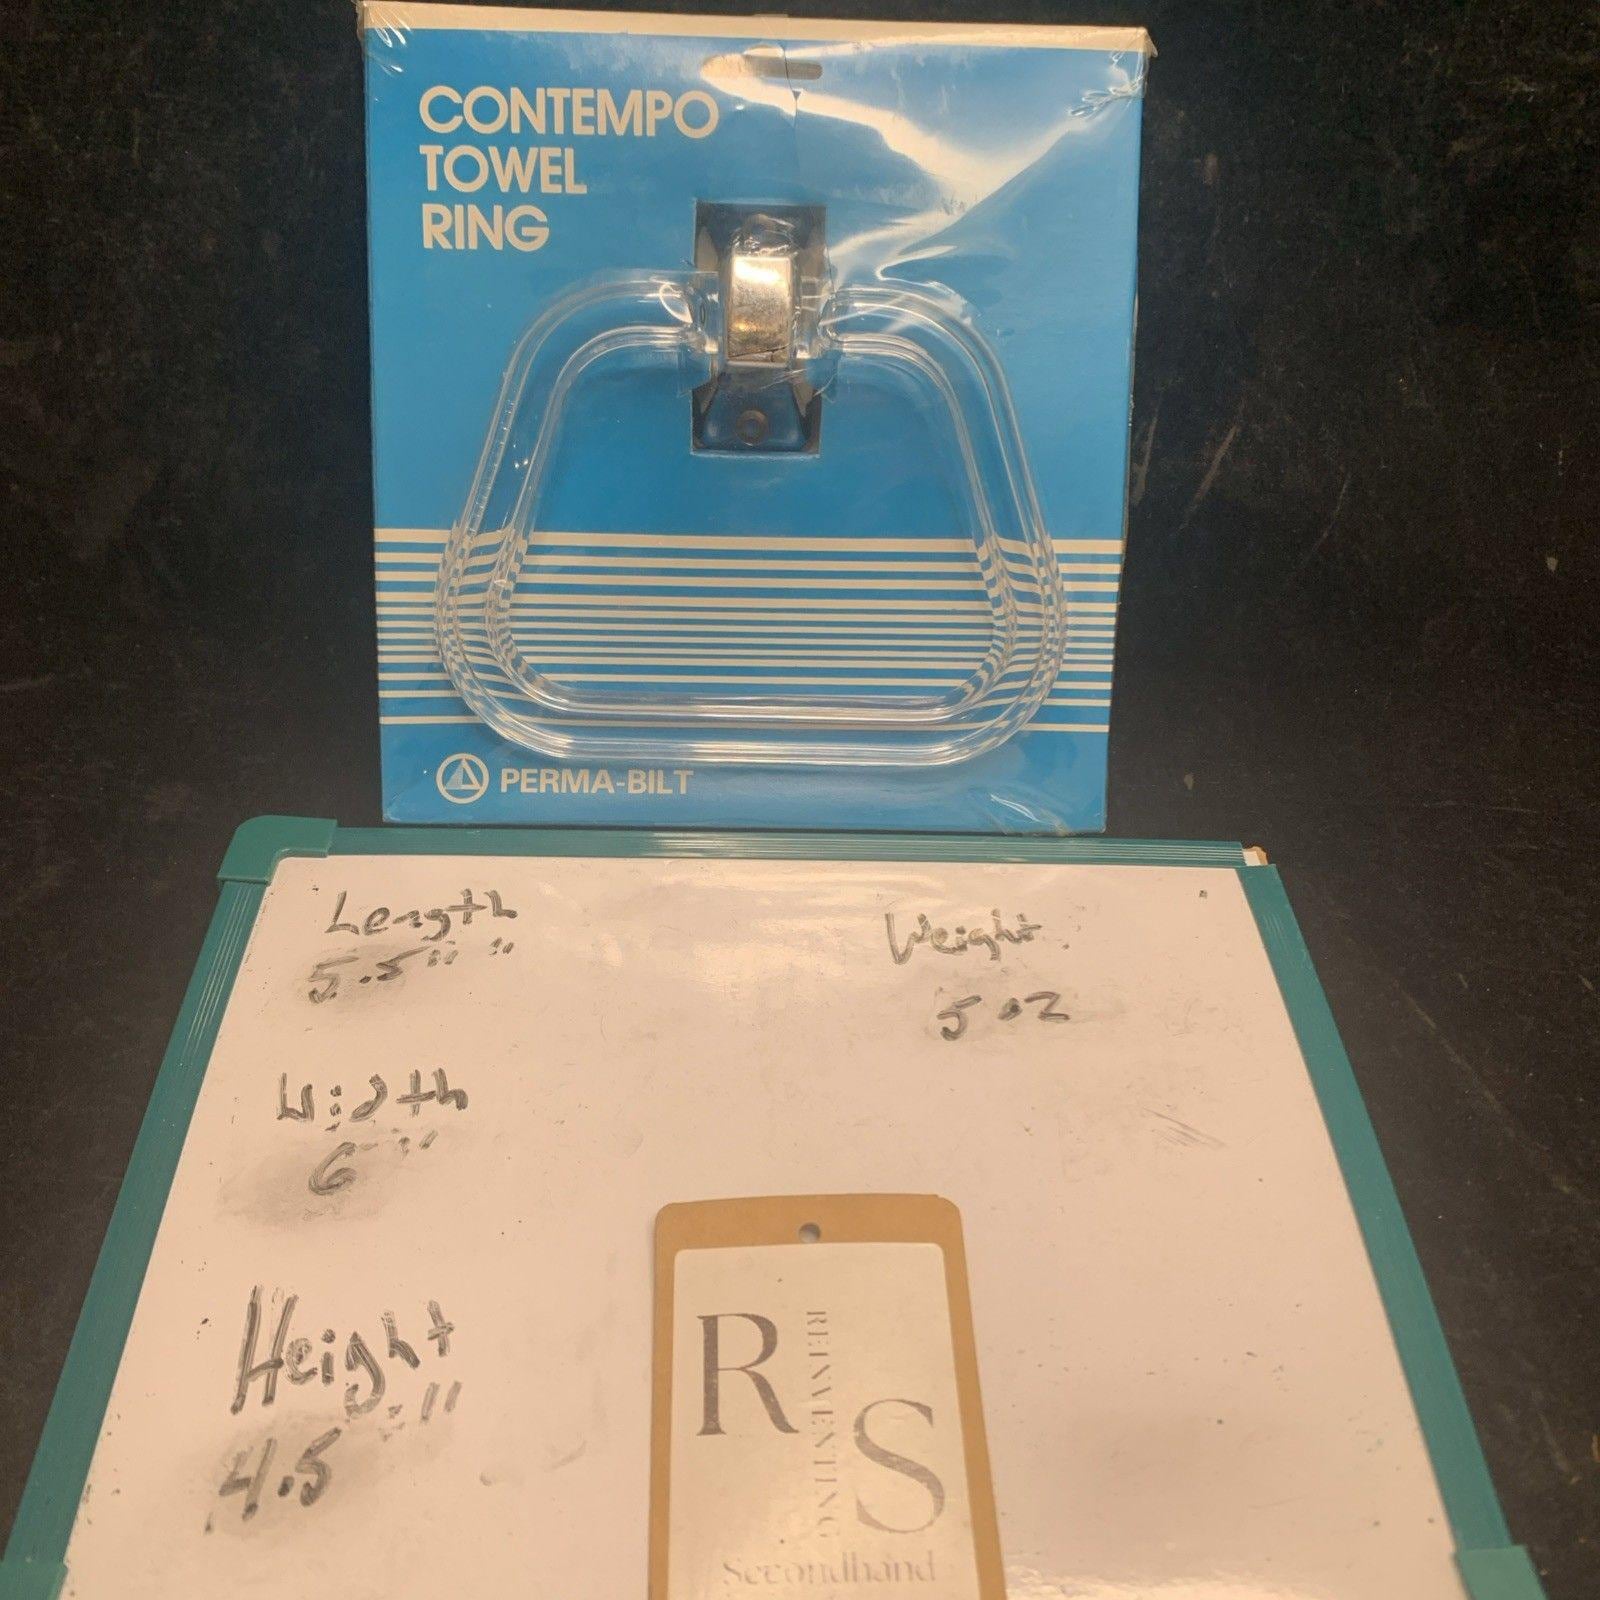 CONTEMPO
TOWEL
RING
PERMA-BILT
Length
5.5"
Weight
5 oz
Width
6"
Height
4.5"
R
REINVENTING
S
Secondhand